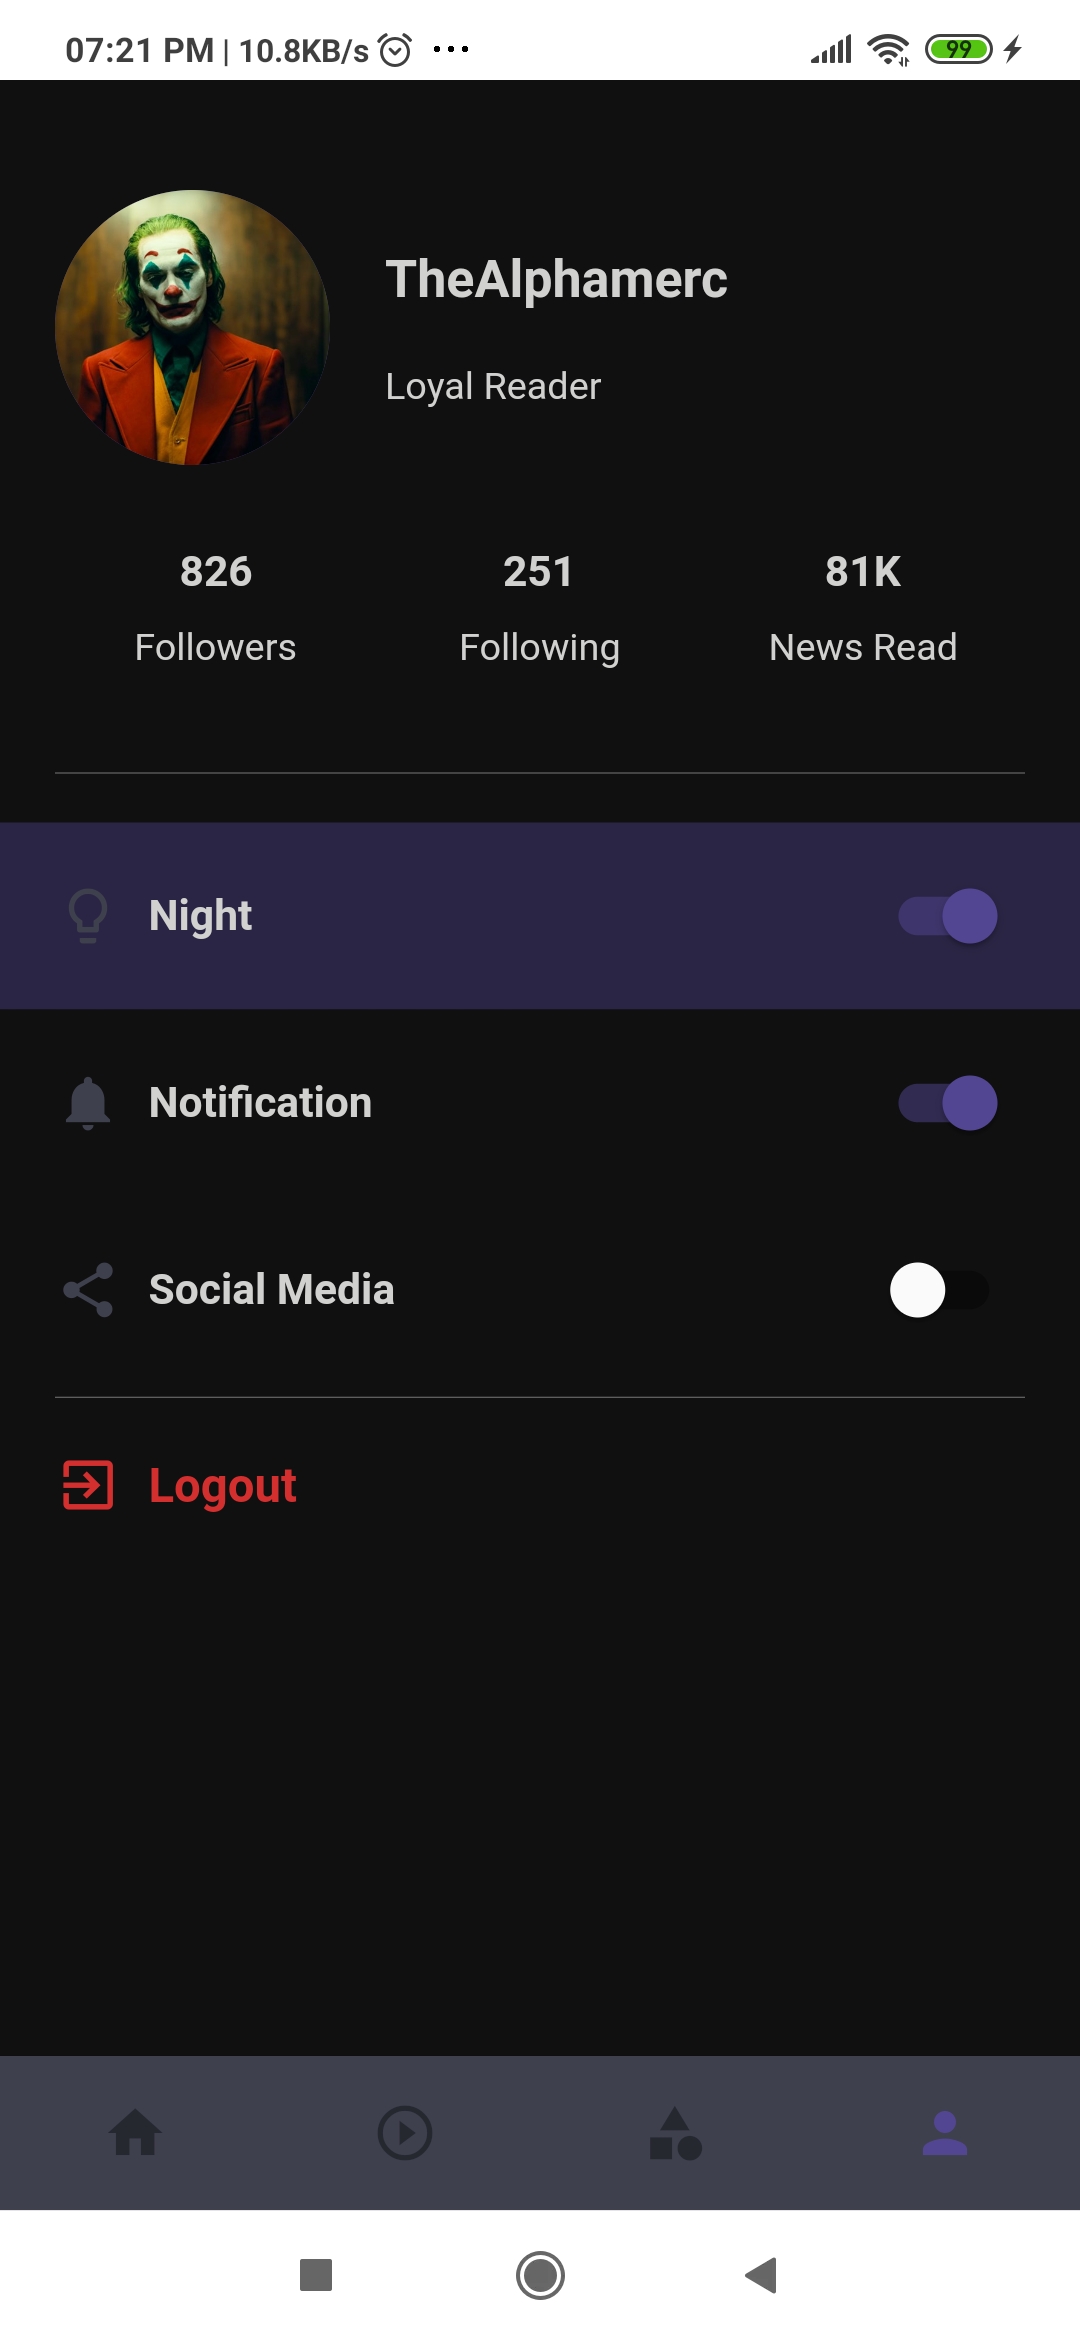 07:21 PM | 10.8KB/s
99
TheAlphamerc
Loyal Reader
826 251 81K
Followers Following News Read
Night
Notification
Social Media
Logout